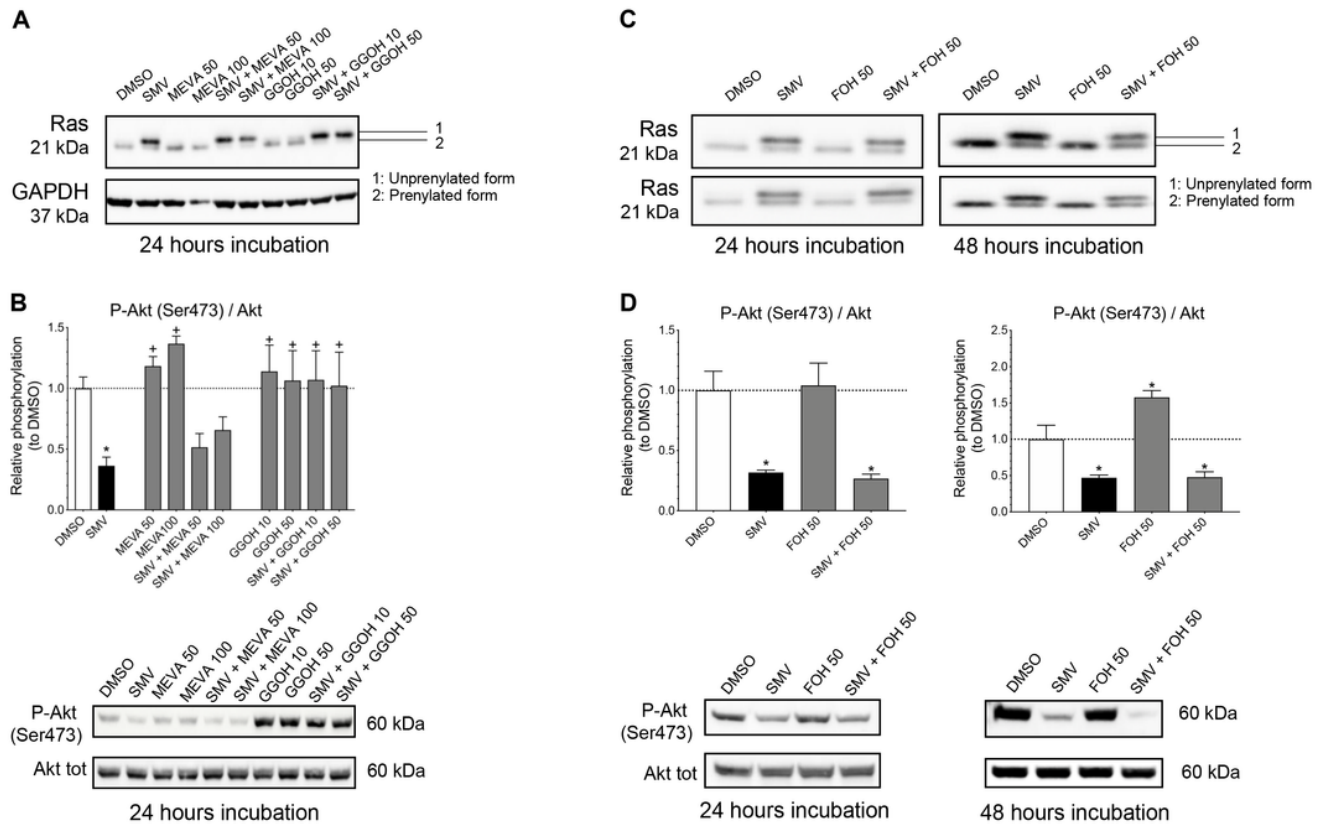 A
DMSO
SMV
MEVA 50
MEVA 100
SMV + MEVA 50
SMV + MEVA 100
GGOH 10
GGOH 50
SMV + GGOH 10
SMV + GGOH 50
Ras
21 kDa
1
2
GAPDH
37 kDa
1: Unprenylated form
2: Prenylated form
24 hours incubation
B
P-Akt (Ser473) / Akt
Relative phosphorylation
(to DMSO)
1.5
1.0
0.5
0.0
*
+
+
+
+
+
+
DMSO
SMV
MEVA 50
MEVA100
SMV + MEVA 50
SMV + MEVA 100
GGOH 10
GGOH 50
SMV + GGOH 10
SMV + GGOH 50
DMSO
SMV
MEVA 50
MEVA 100
SMV + MEVA 50
SMV + MEVA 100
GGOH 10
GGOH 50
SMV + GGOH 10
SMV + GGOH 50
P-Akt
(Ser473)
60 kDa
Akt tot
60 kDa
24 hours incubation
C
DMSO
SMV
FOH 50
SMV + FOH 50
DMSO
SMV
FOH 50
SMV + FOH 50
Ras
21 kDa
1
2
Ras
21 kDa
1: Unprenylated form
2: Prenylated form
24 hours incubation
48 hours incubation
D
P-Akt (Ser473) / Akt
Relative phosphorylation
(to DMSO)
1.5
1.0
0.5
0.0
*
*
DMSO
SMV
FOH 50
SMV + FOH 50
P-Akt (Ser473) / Akt
Relative phosphorylation
(to DMSO)
2.5
2.0
1.5
1.0
0.5
0.0
*
*
*
DMSO
SMV
FOH 50
SMV + FOH 50
DMSO
SMV
FOH 50
SMV + FOH 50
P-Akt
(Ser473)
Akt tot
24 hours incubation
DMSO
SMV
FOH 50
SMV + FOH 50
60 kDa
60 kDa
48 hours incubation